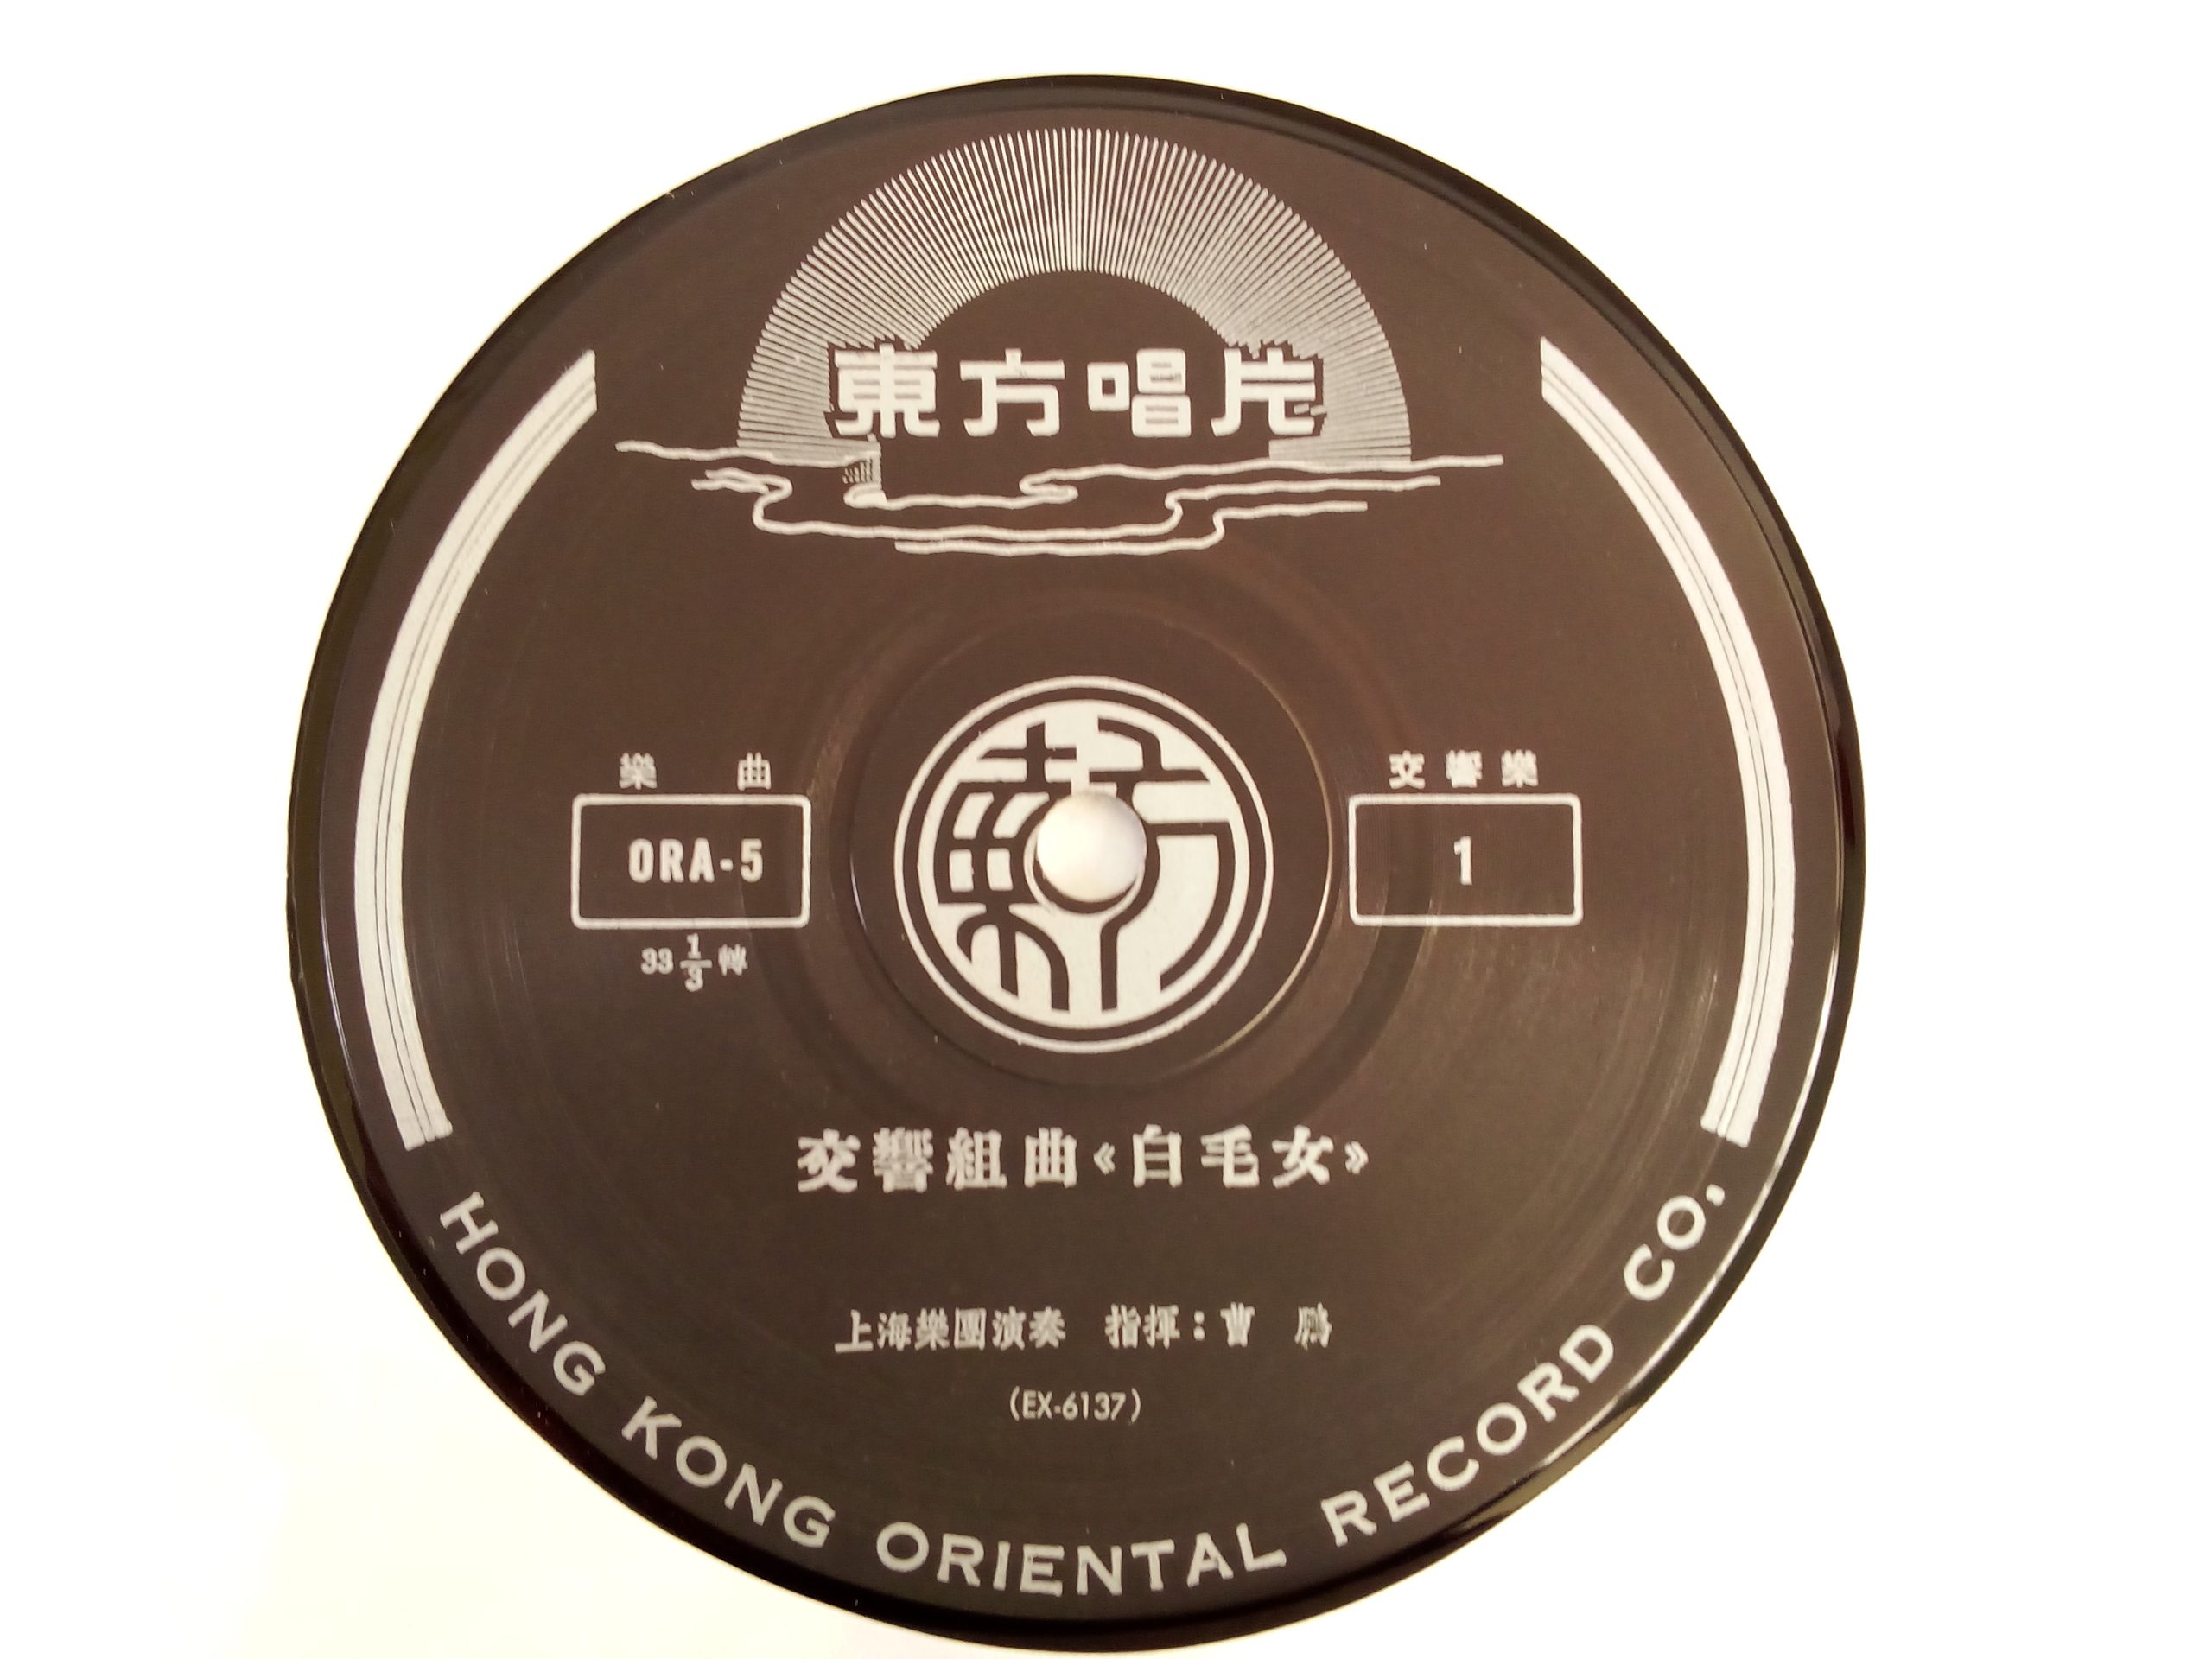 東方唱片
樂 曲
ORA-5
33 1/3 轉
交響樂
1
交響組曲《白毛女》
上海樂團演奏 指揮：曹 鵬
(EX-6137)
HONG KONG ORIENTAL RECORD CO.